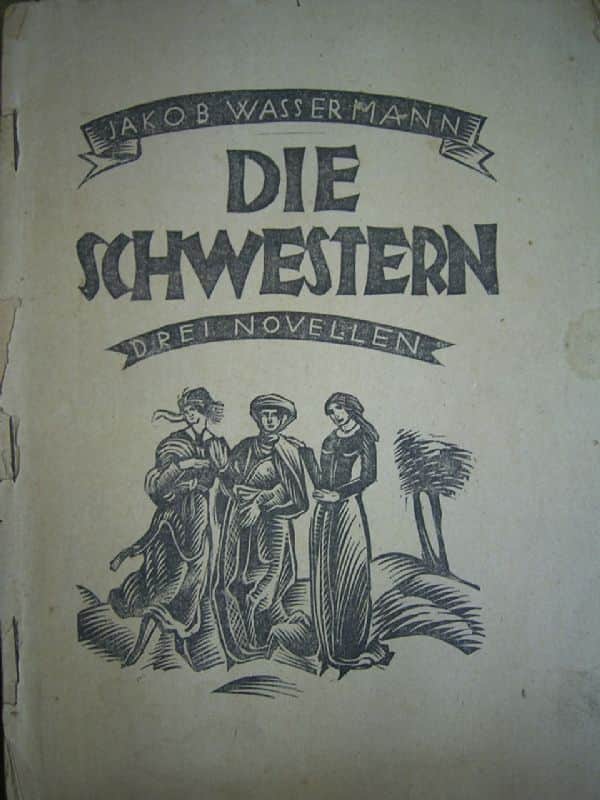 JAKOB WASSERMANN
DIE
SCHWESTERN
DREI NOVELLEN